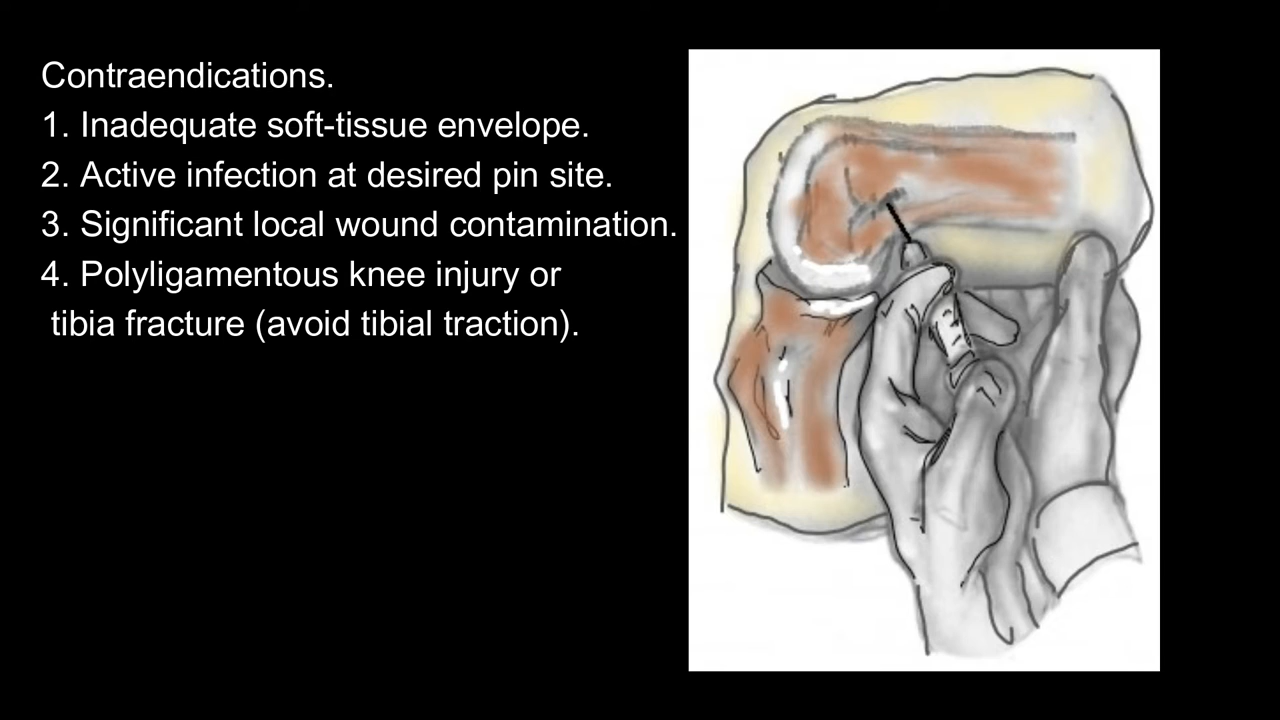 Contraendications.
1. Inadequate soft-tissue envelope.
2. Active infection at desired pin site.
3. Significant local wound contamination.
4. Polyligamentous knee injury or
tibia fracture (avoid tibial traction).